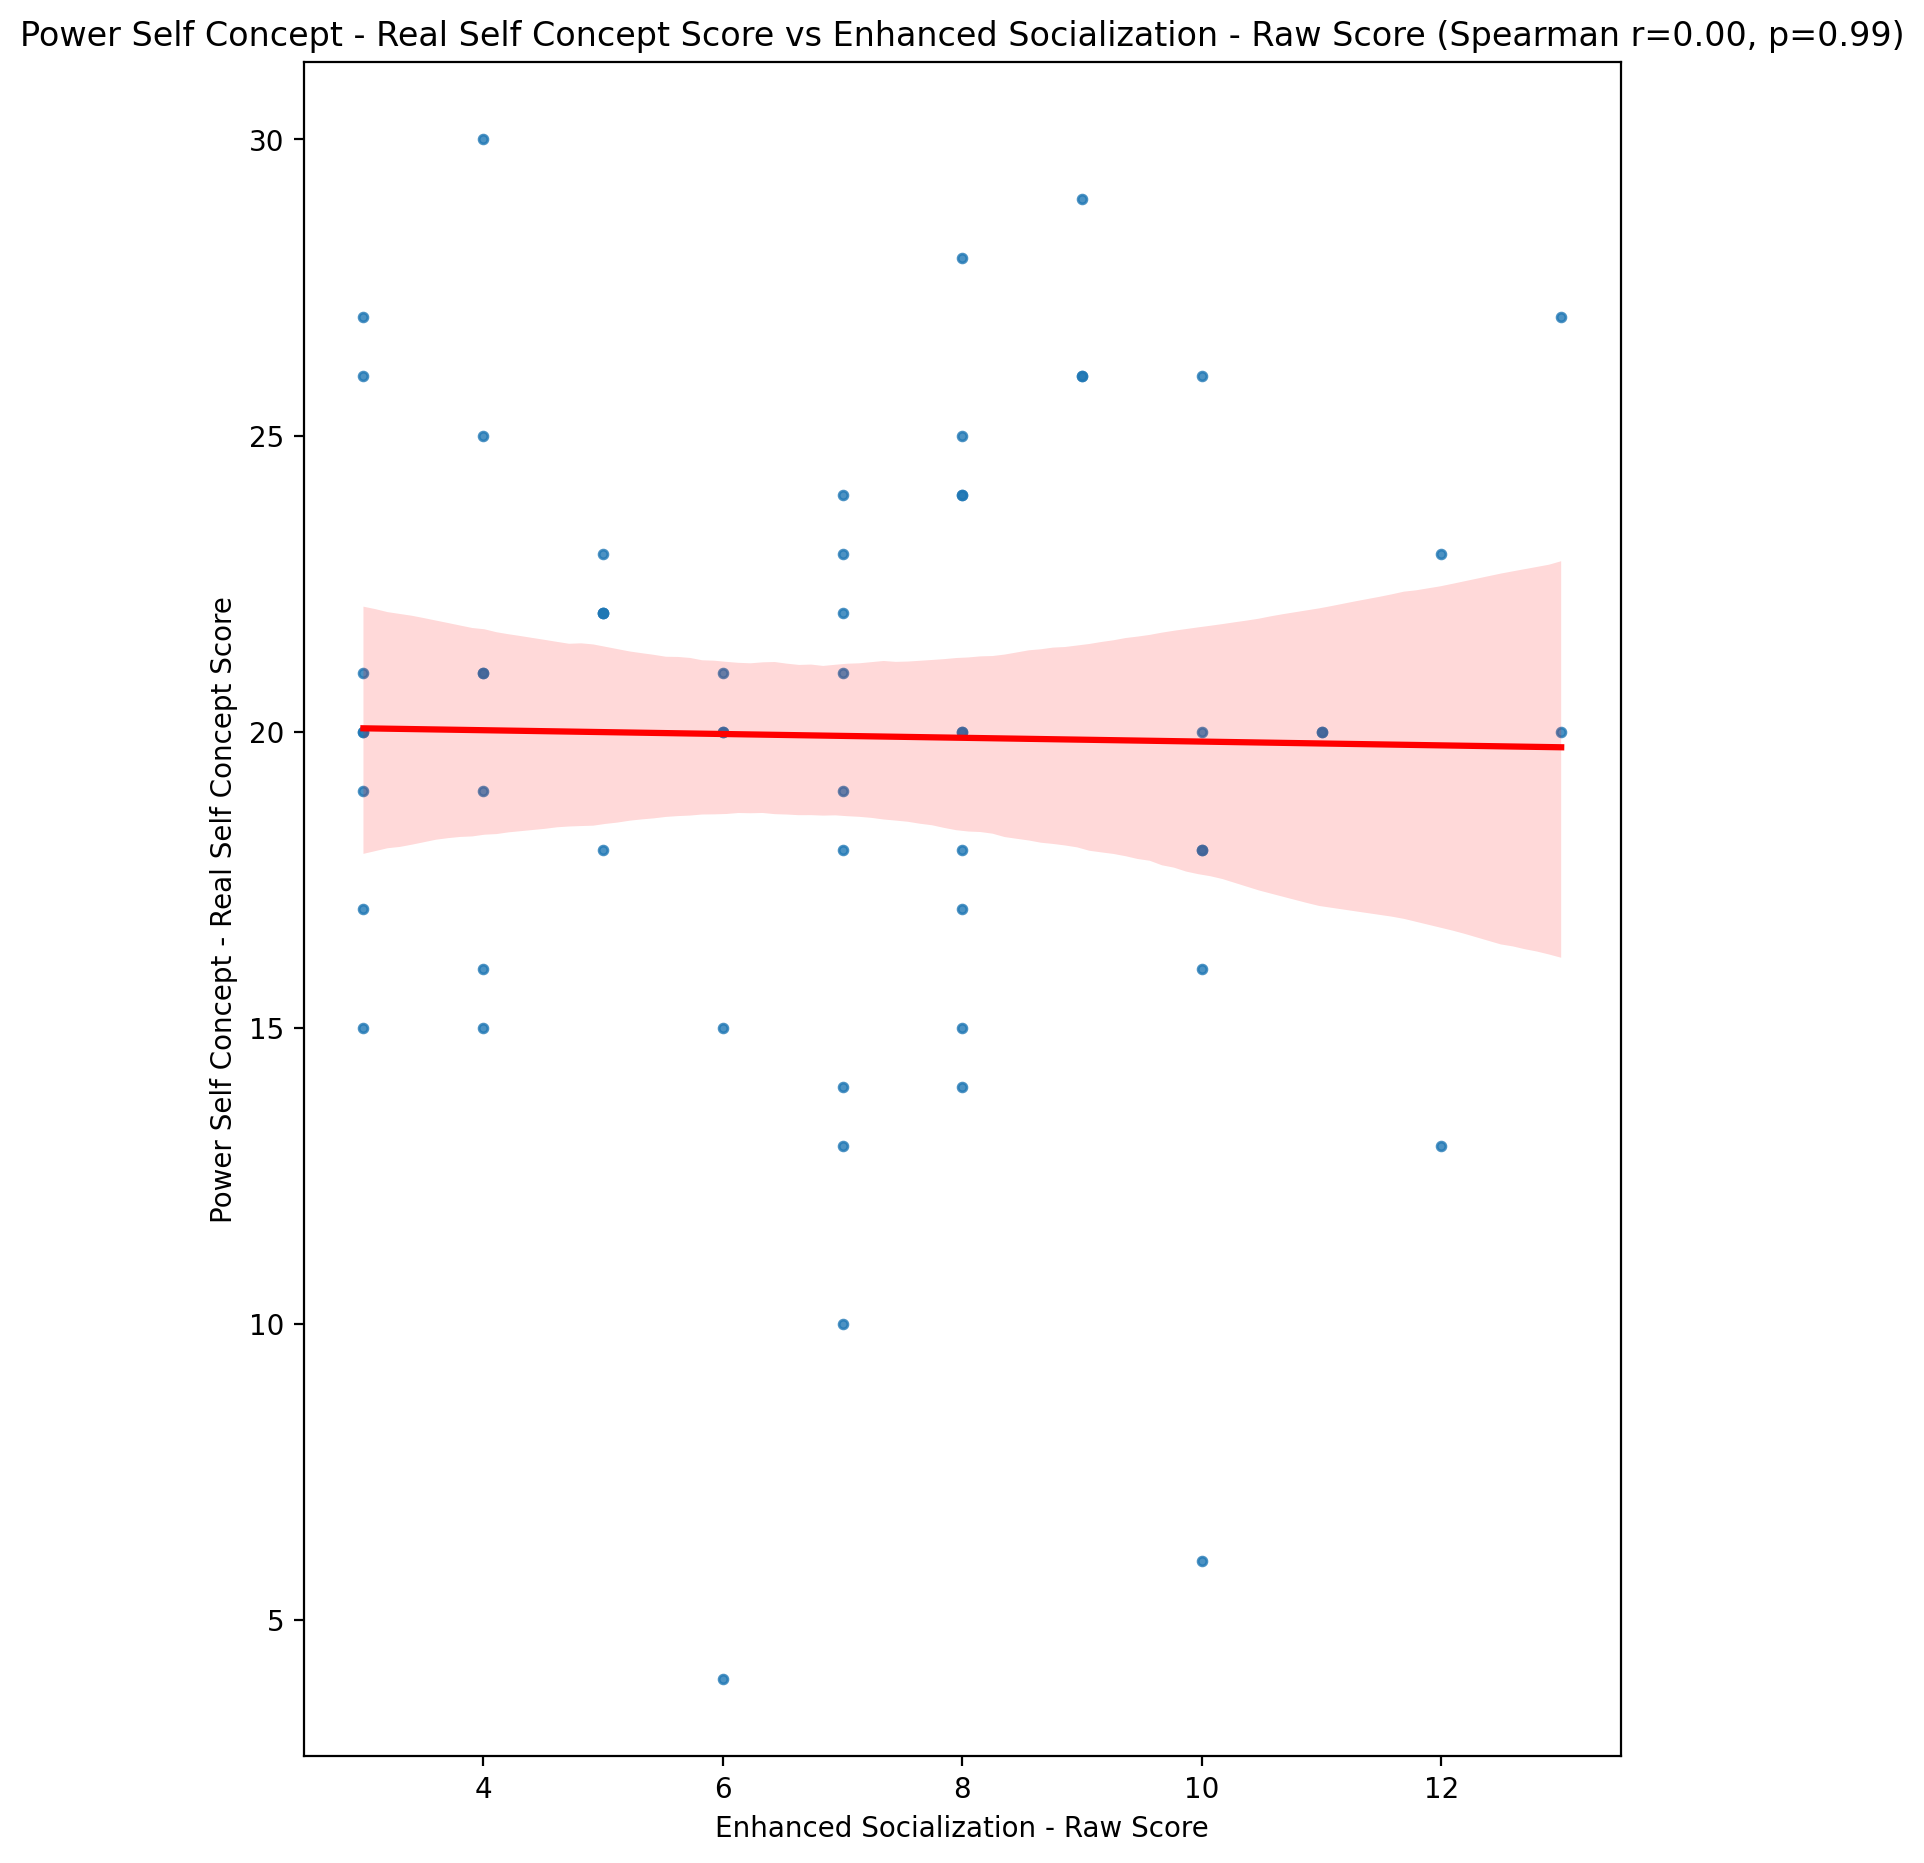 Power Self Concept - Real Self Concept Score vs Enhanced Socialization - Raw Score (Spearman r=0.00, p=0.99)
Power Self Concept - Real Self Concept Score
30
25
20
15
10
5
4 6 8 10 12
Enhanced Socialization - Raw Score